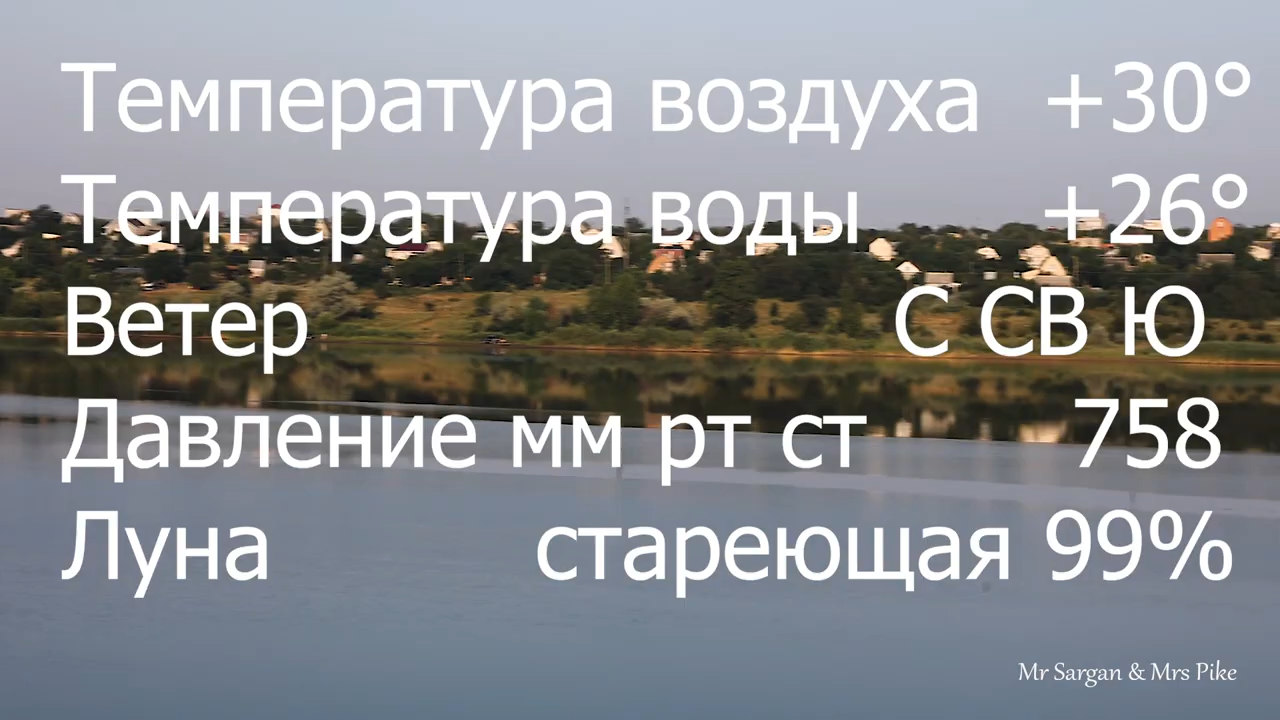 Температура воздуха +30°
Температура воды +26°
Ветер С СВ Ю
Давление мм рт ст 758
Луна стареющая 99%
Mr Sargan & Mrs Pike